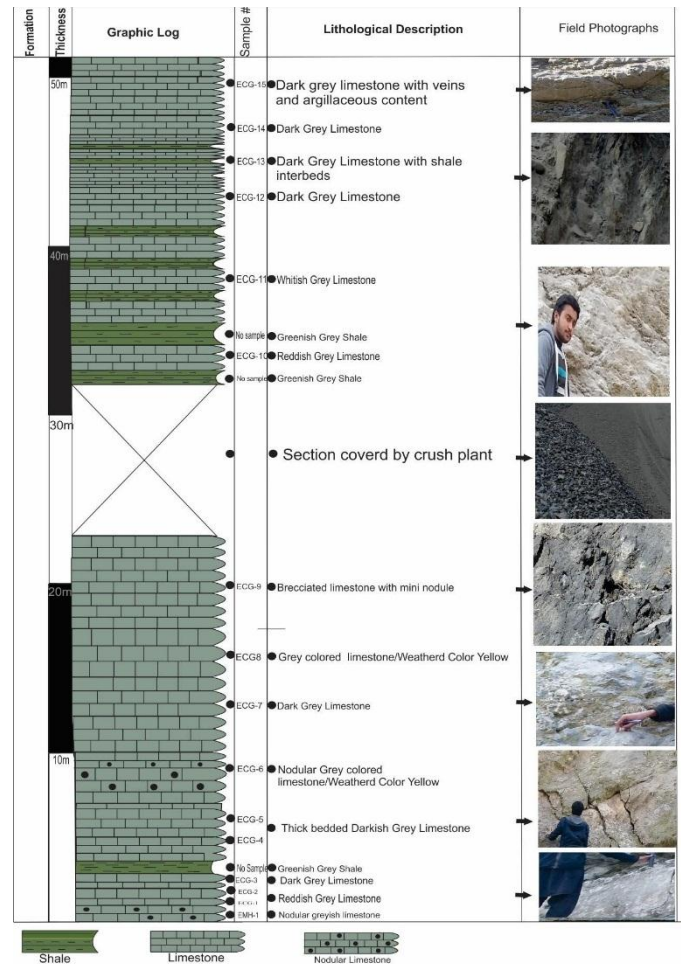 Formation
Thickness
Graphic Log
Sample #
Lithological Description
Field Photographs
50m
ECG-15
Dark grey limestone with veins
and argillaceous content
ECG-14
Dark Grey Limestone
ECG-13
Dark Grey Limestone with shale
interbeds
ECG-12
Dark Grey Limestone
40m
ECG-11
Whitish Grey Limestone
No sample
Greenish Grey Shale
ECG-10
Reddish Grey Limestone
No sample
Greenish Grey Shale
30m
Section coverd by crush plant
20m
ECG-9
Brecciated limestone with mini nodule
ECG8
Grey colored limestone/Weatherd Color Yellow
ECG-7
Dark Grey Limestone
10m
ECG-6
Nodular Grey colored
limestone/Weatherd Color Yellow
ECG-5
Thick bedded Darkish Grey Limestone
ECG-4
No Sample
Greenish Grey Shale
ECG-3
Dark Grey Limestone
ECG-2
Reddish Grey Limestone
ECG-1
EMH-1
Nodular greyish limestone
Shale
Limestone
Nodular Limestone